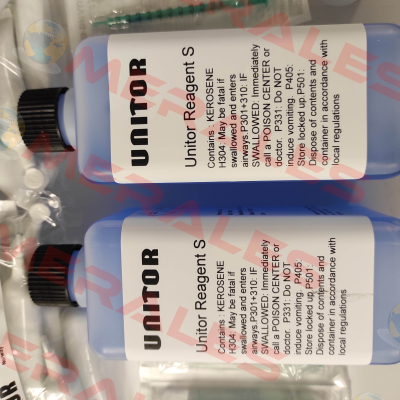 UNITOR
Unitor Reagent S
Contains : KEROSENE
H304: May be fatal if
swallowed and enters
airways.P301+310: IF
SWALLOWED: Immediately
call a POISON CENTER or
doctor. P331: Do NOT
induce vomiting. P405:
Store locked up.P501:
Dispose of contents and
container in accordance with
local regulations
UNITOR
Unitor Reagent S
Contains : KEROSENE
H304: May be fatal if
swallowed and enters
airways.P301+310: IF
SWALLOWED: Immediately
call a POISON CENTER or
doctor. P331: Do NOT
induce vomiting. P405:
Store locked up.P501:
Dispose of contents and
container in accordance with
local regulations
TOR
MERALES
MERALES